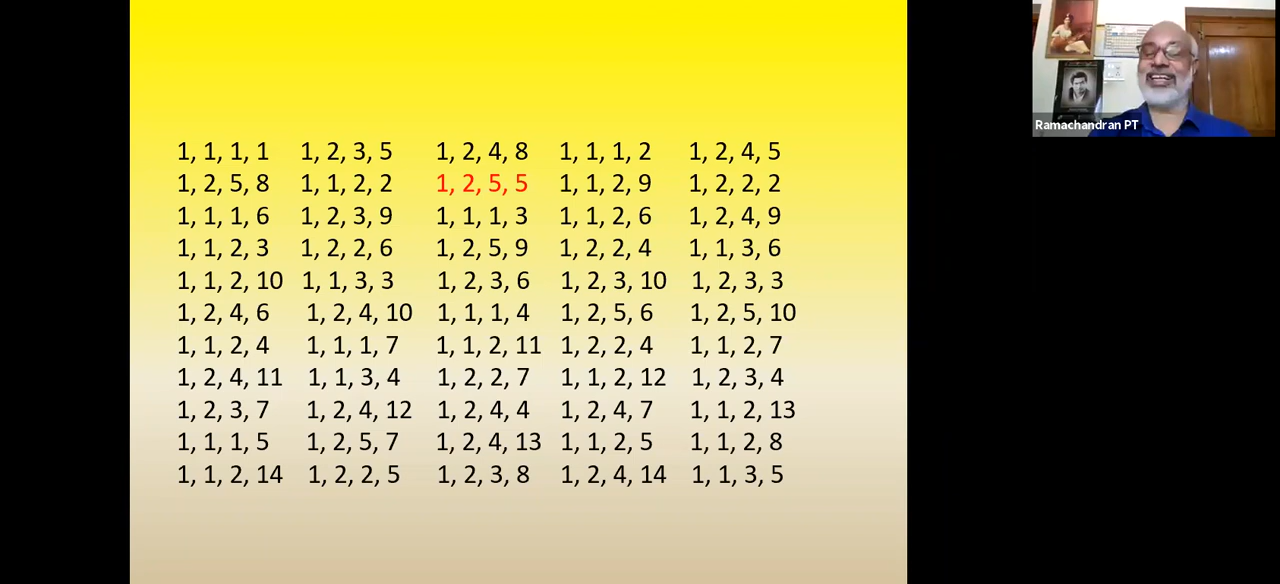 1, 1, 1, 1 1, 2, 3, 5 1, 2, 4, 8 1, 1, 1, 2 1, 2, 4, 5
1, 2, 5, 8 1, 1, 2, 2 1, 2, 5, 5 1, 1, 2, 9 1, 2, 2, 2
1, 1, 1, 6 1, 2, 3, 9 1, 1, 1, 3 1, 1, 2, 6 1, 2, 4, 9
1, 1, 2, 3 1, 2, 2, 6 1, 2, 5, 9 1, 2, 2, 4 1, 1, 3, 6
1, 1, 2, 10 1, 1, 3, 3 1, 2, 3, 6 1, 2, 3, 10 1, 2, 3, 3
1, 2, 4, 6 1, 2, 4, 10 1, 1, 1, 4 1, 2, 5, 6 1, 2, 5, 10
1, 1, 2, 4 1, 1, 1, 7 1, 1, 2, 11 1, 2, 2, 4 1, 1, 2, 7
1, 2, 4, 11 1, 1, 3, 4 1, 2, 2, 7 1, 1, 2, 12 1, 2, 3, 4
1, 2, 3, 7 1, 2, 4, 12 1, 2, 4, 4 1, 2, 4, 7 1, 1, 2, 13
1, 1, 1, 5 1, 2, 5, 7 1, 2, 4, 13 1, 1, 2, 5 1, 1, 2, 8
1, 1, 2, 14 1, 2, 2, 5 1, 2, 3, 8 1, 2, 4, 14 1, 1, 3, 5
Ramachandran PT